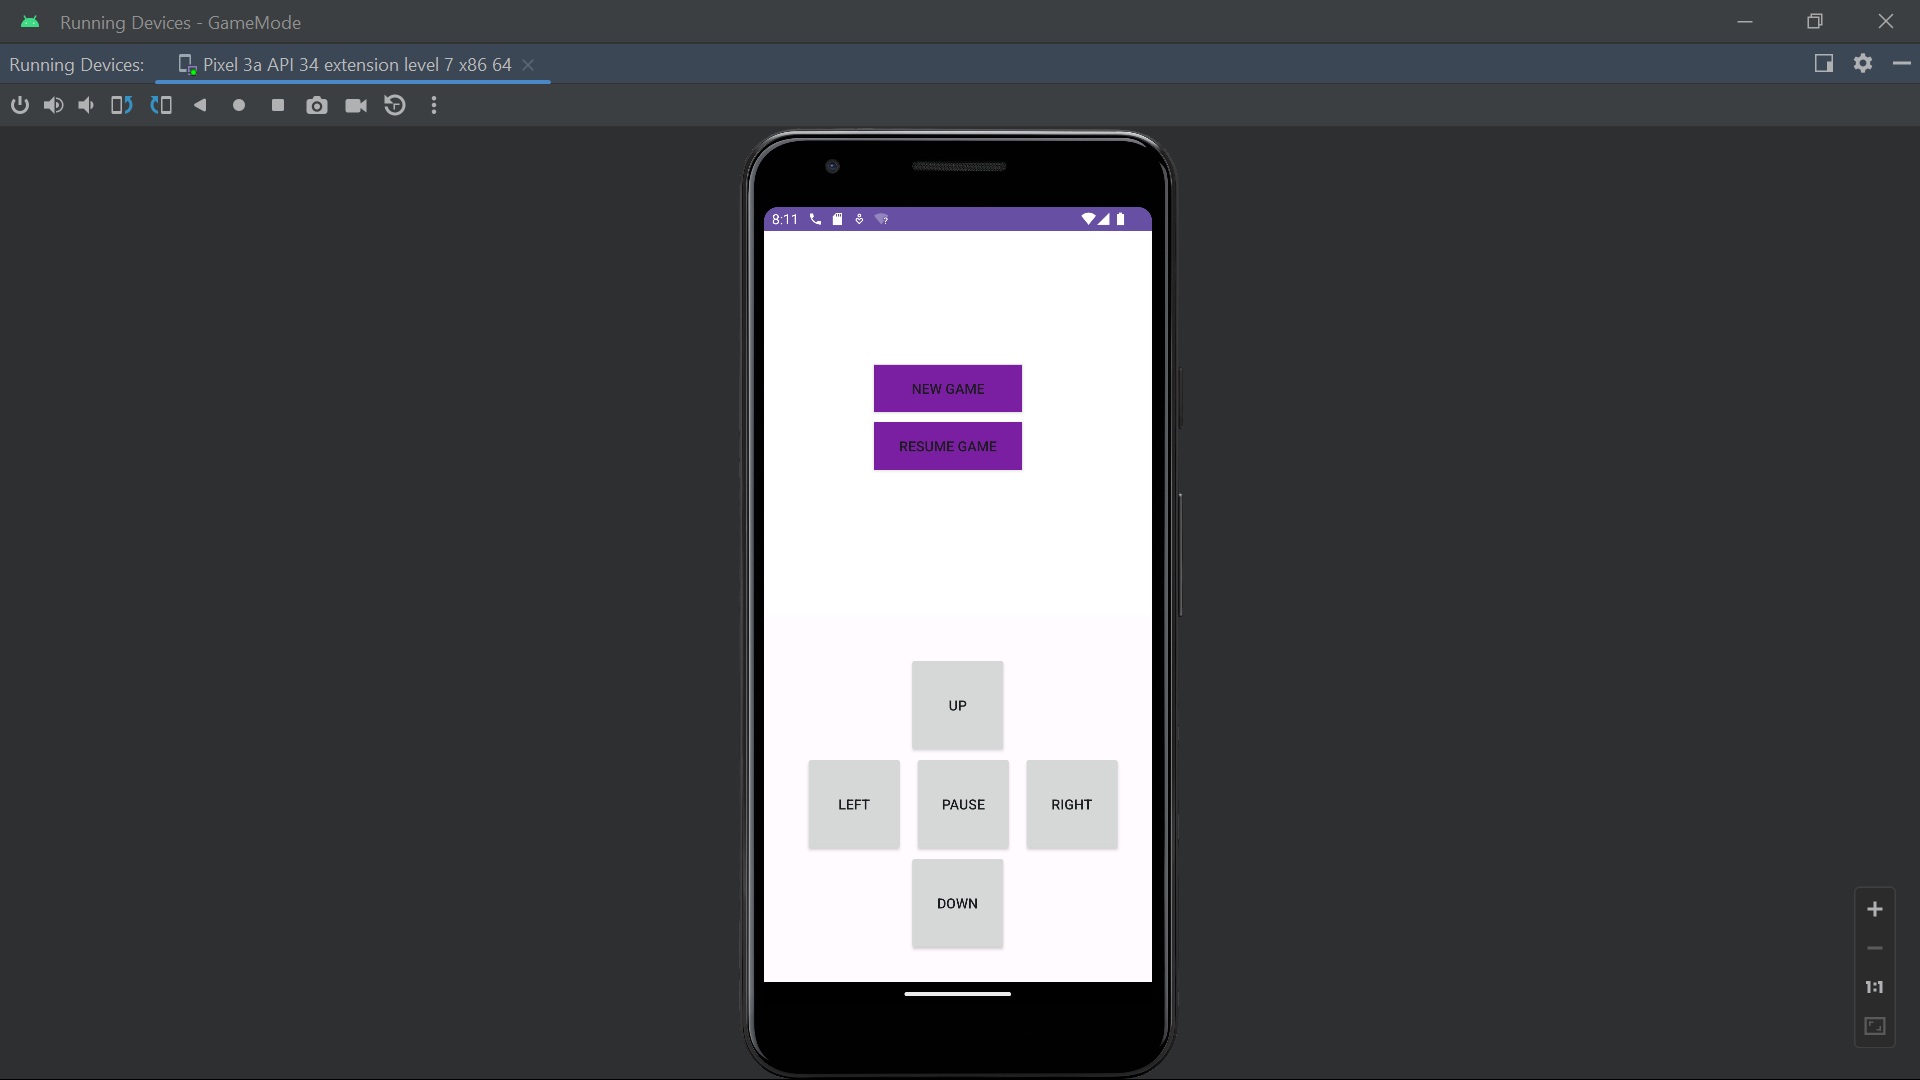 Running Devices - GameMode
Running Devices: Pixel 3a API 34 extension level 7 x86 64
8:11
NEW GAME
RESUME GAME
UP
LEFT PAUSE RIGHT
DOWN
1:1